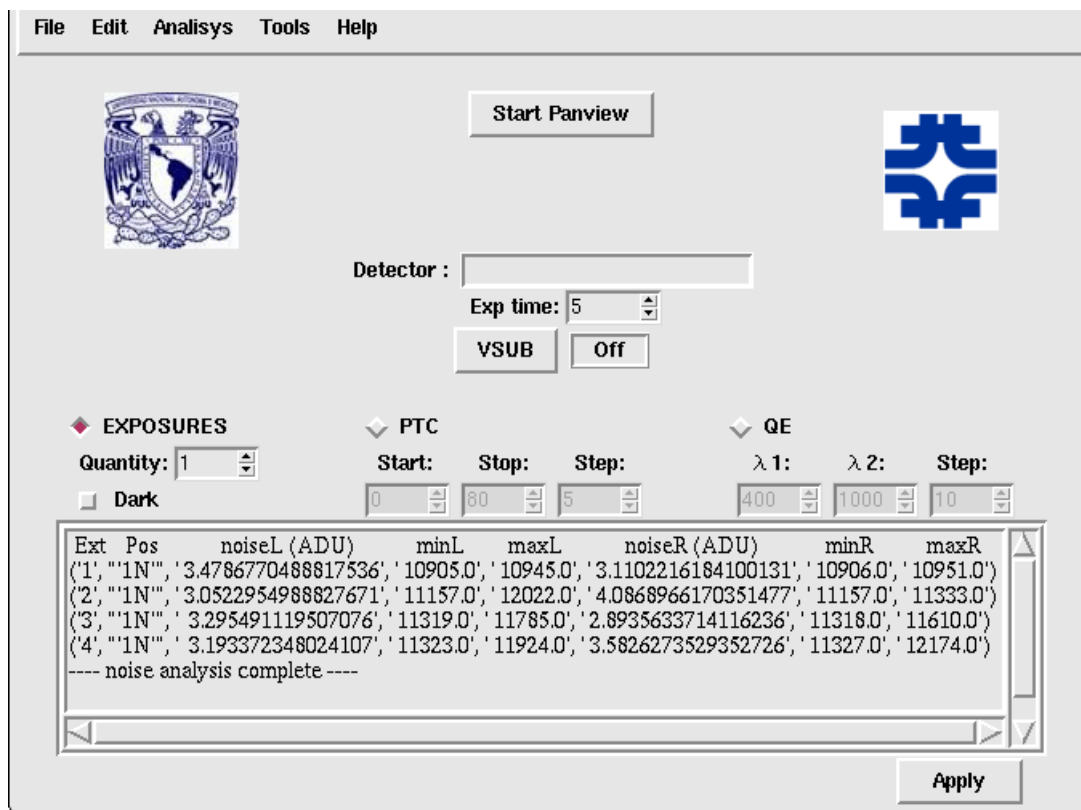 File Edit Analisys Tools Help
Start Panview
Detector :
Exp time: 5
VSUB Off
EXPOSURES PTC QE
Quantity: 1 Start: Stop: Step: λ 1: λ 2: Step:
Dark 0 80 5 400 1000 10
Ext Pos noiseL (ADU) minL maxL noiseR (ADU) minR maxR
('1', "'1N'", '3.4786770488817536', '10905.0', '10945.0', '3.1102216184100131', '10906.0', '10951.0')
('2', "'1N'", '3.0522954988827671', '11157.0', '12022.0', '4.0868966170351477', '11157.0', '11333.0')
('3', "'1N'", '3.295491119507076', '11319.0', '11785.0', '2.8935633714116236', '11318.0', '11610.0')
('4', "'1N'", '3.193372348024107', '11323.0', '11924.0', '3.5826273529352726', '11327.0', '12174.0')
---- noise analysis complete ----
Apply